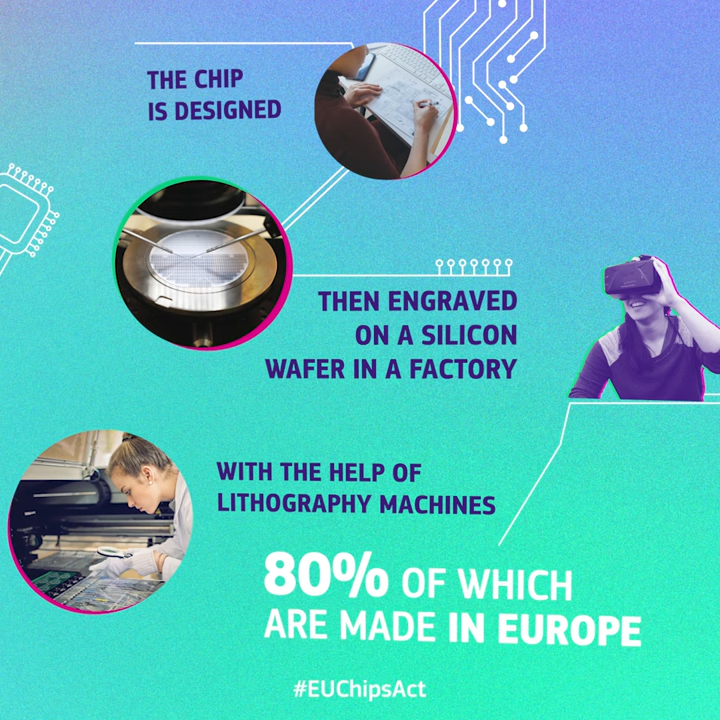 THE CHIP
IS DESIGNED
THEN ENGRAVED
ON A SILICON
WAFER IN A FACTORY
WITH THE HELP OF
LITHOGRAPHY MACHINES
80% OF WHICH
ARE MADE IN EUROPE
#EUChipsAct